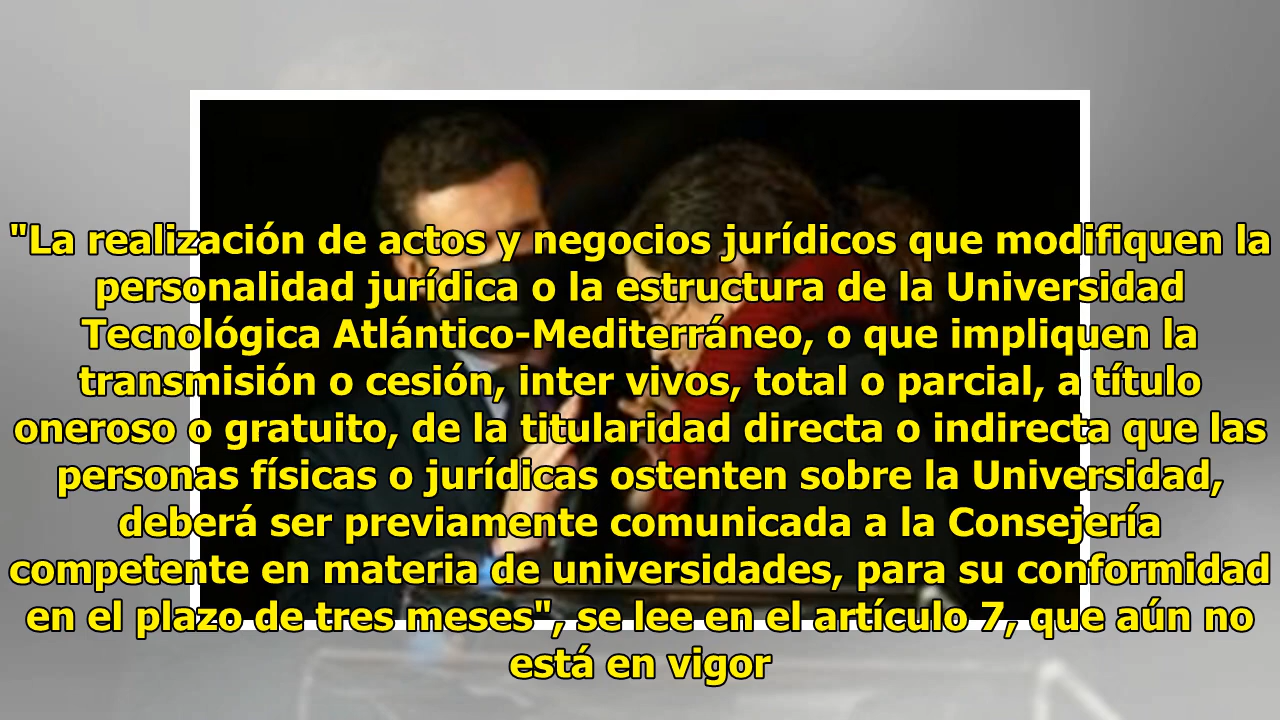 "La realización de actos y negocios jurídicos que modifiquen la
personalidad jurídica o la estructura de la Universidad
Tecnológica Atlántico-Mediterráneo, o que impliquen la
transmisión o cesión, inter vivos, total o parcial, a título
oneroso o gratuito, de la titularidad directa o indirecta que las
personas físicas o jurídicas ostenten sobre la Universidad,
deberá ser previamente comunicada a la Consejería
competente en materia de universidades, para su conformidad
en el plazo de tres meses", se lee en el artículo 7, que aún no
está en vigor